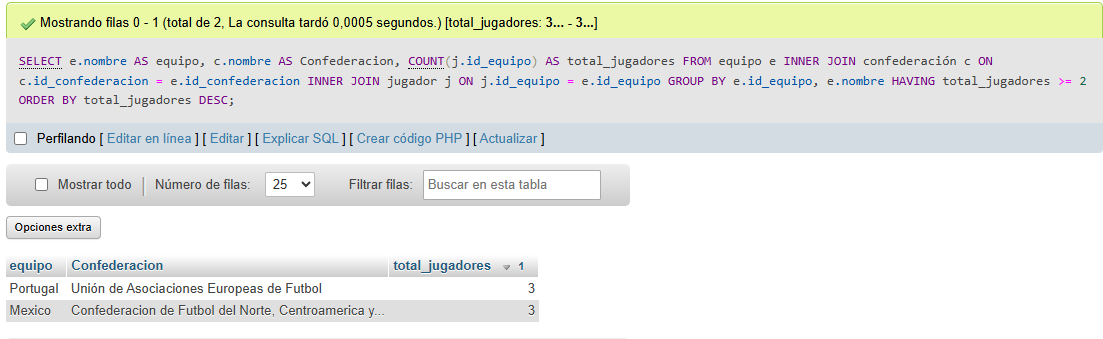 Mostrando filas 0 - 1 (total de 2, La consulta tardó 0,0005 segundos.) [total_jugadores: 3... - 3...]
SELECT e.nombre AS equipo, c.nombre AS Confederacion, COUNT(j.id_equipo) AS total_jugadores FROM equipo e INNER JOIN confederación c ON
c.id_confederacion = e.id_confederacion INNER JOIN jugador j ON j.id_equipo = e.id_equipo GROUP BY e.id_equipo, e.nombre HAVING total_jugadores >= 2
ORDER BY total_jugadores DESC;
Perfilando [ Editar en línea ] [ Editar ] [ Explicar SQL ] [ Crear código PHP ] [ Actualizar ]
Mostrar todo Número de filas: 25 Filtrar filas: Buscar en esta tabla
Opciones extra
equipo Confederacion total_jugadores 1
Portugal Unión de Asociaciones Europeas de Futbol 3
Mexico Confederacion de Futbol del Norte, Centroamerica y... 3